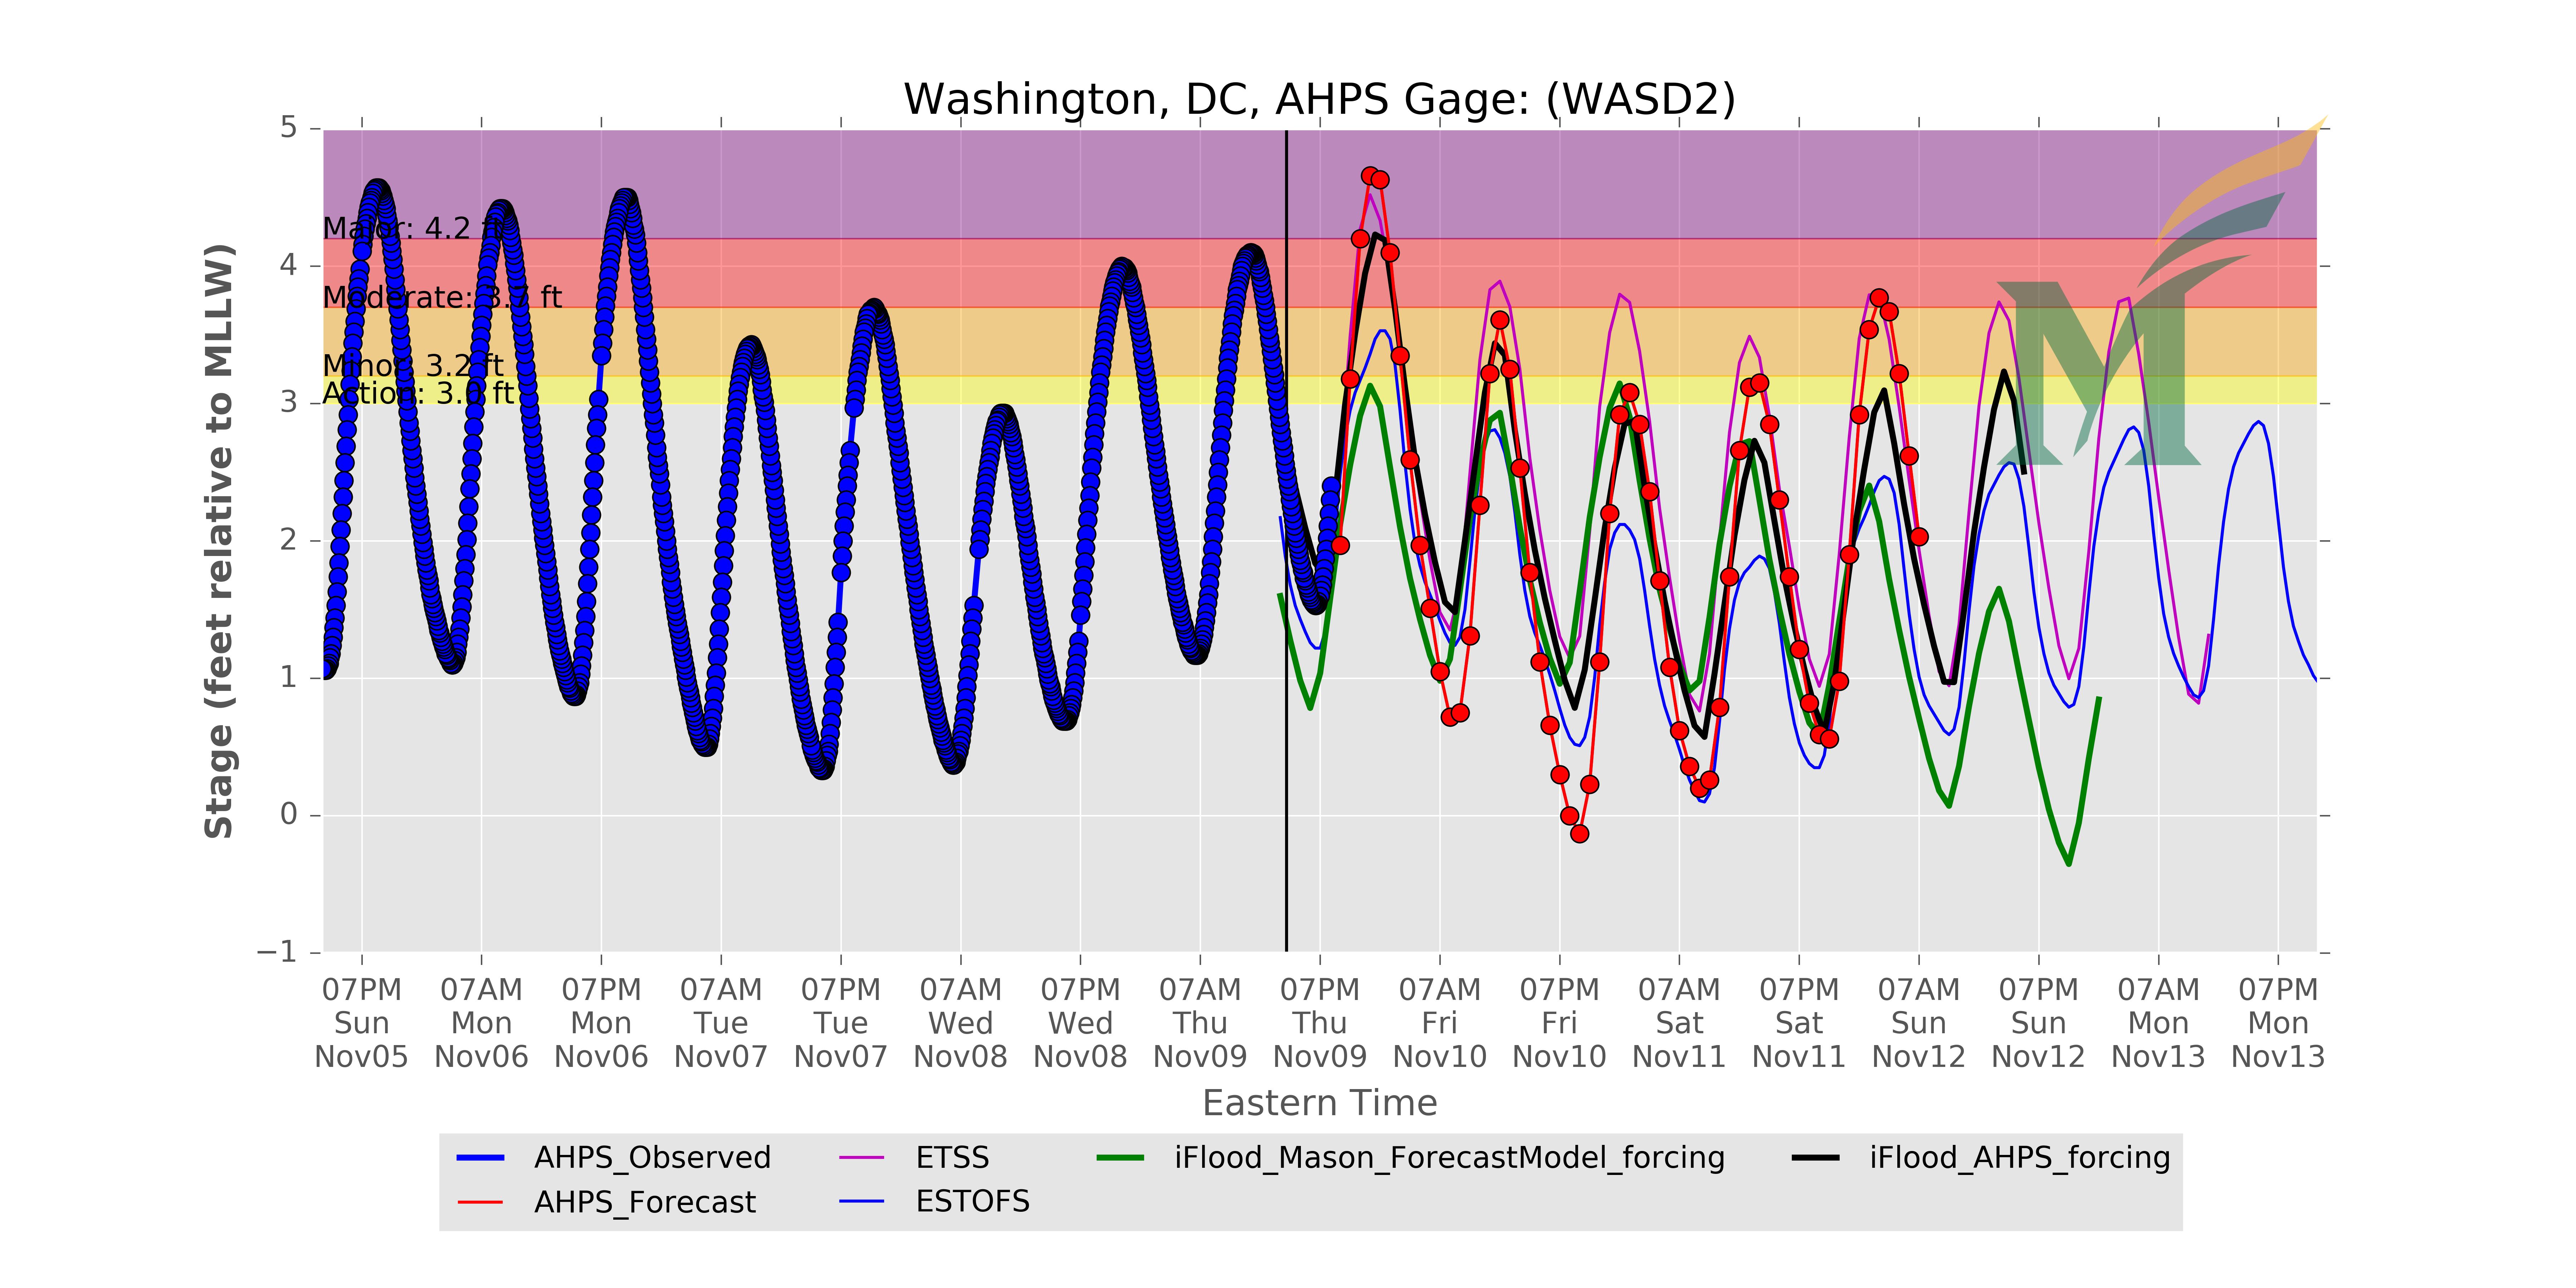 Washington, DC, AHPS Gage: (WASD2)
5
4
3
2
1
0
−1
Stage (feet relative to MLLW)
Major: 4.2 ft
Moderate: 3.7 ft
Minor: 3.2 ft
Action: 3.0 ft
M
07PM 07AM 07PM 07AM 07PM 07AM 07PM 07AM 07PM 07AM 07PM 07AM 07PM 07AM 07PM 07AM 07PM
Sun Mon Mon Tue Tue Wed Wed Thu Thu Fri Fri Sat Sat Sun Sun Mon Mon
Nov05 Nov06 Nov06 Nov07 Nov07 Nov08 Nov08 Nov09 Nov09 Nov10 Nov10 Nov11 Nov11 Nov12 Nov12 Nov13 Nov13
Eastern Time
AHPS_Observed ETSS iFlood_Mason_ForecastModel_forcing iFlood_AHPS_forcing
AHPS_Forecast ESTOFS